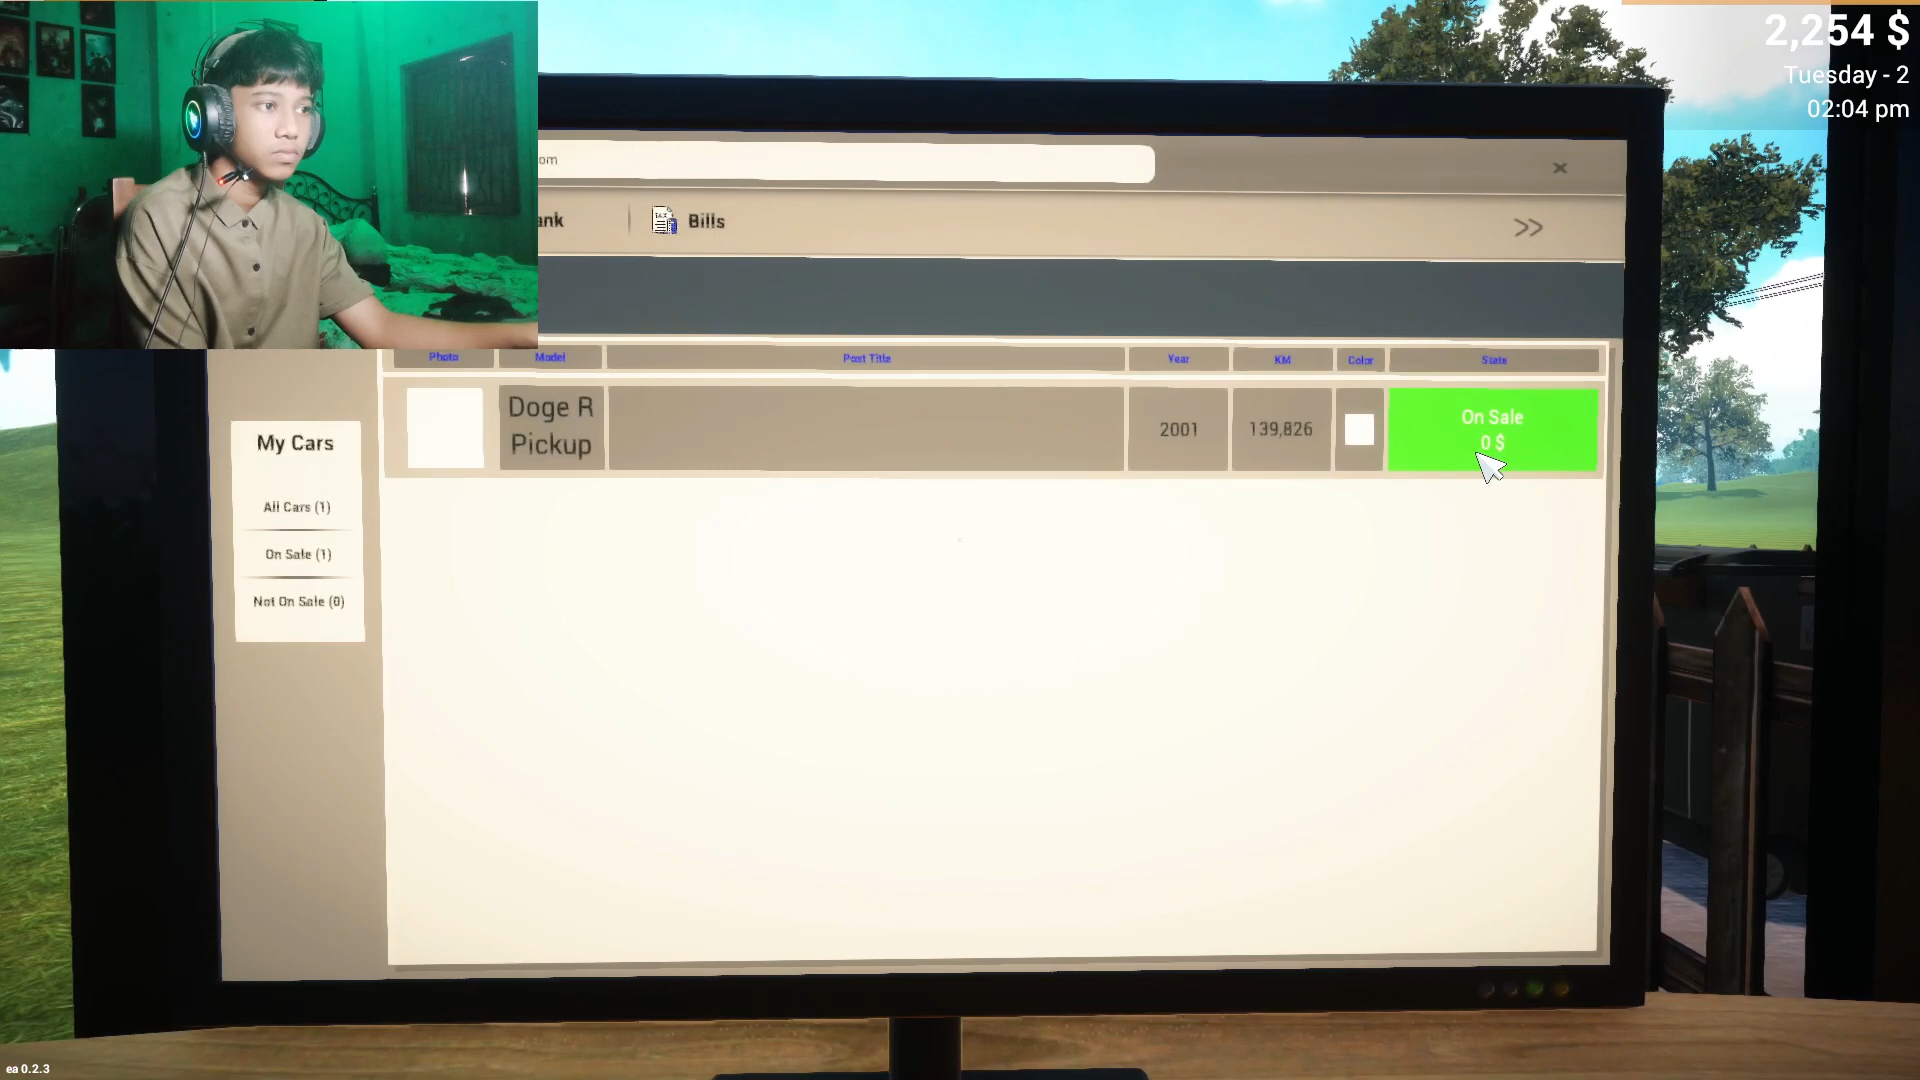 2,254 $
Tuesday - 2
02:04 pm
om
ank
Bills
>>
Photo
Model
Post Title
Year
KM
Color
State
Doge R
Pickup
2001
139,826
On Sale
0 $
My Cars
All Cars (1)
On Sale (1)
Not On Sale (0)
ea 0.2.3